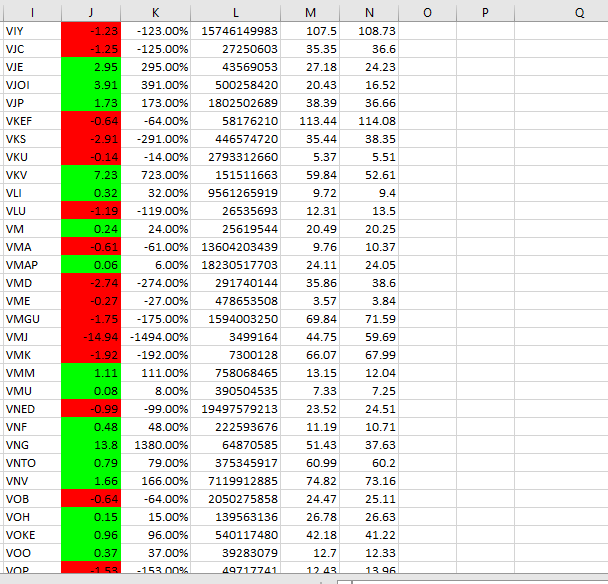 I J K L M N O P Q
VIY -1.23 -123.00% 15746149983 107.5 108.73
VJC -1.25 -125.00% 27250603 35.35 36.6
VJE 2.95 295.00% 43569053 27.18 24.23
VJOI 3.91 391.00% 500258420 20.43 16.52
VJP 1.73 173.00% 1802502689 38.39 36.66
VKEF -0.64 -64.00% 58176210 113.44 114.08
VKS -2.91 -291.00% 446574720 35.44 38.35
VKU -0.14 -14.00% 2793312660 5.37 5.51
VKV 7.23 723.00% 151511663 59.84 52.61
VLI 0.32 32.00% 9561265919 9.72 9.4
VLU -1.19 -119.00% 26535693 12.31 13.5
VM 0.24 24.00% 25619544 20.49 20.25
VMA -0.61 -61.00% 13604203439 9.76 10.37
VMAP 0.06 6.00% 18230517703 24.11 24.05
VMD -2.74 -274.00% 291740144 35.86 38.6
VME -0.27 -27.00% 478653508 3.57 3.84
VMGU -1.75 -175.00% 1594003250 69.84 71.59
VMJ -14.94 -1494.00% 3499164 44.75 59.69
VMK -1.92 -192.00% 7300128 66.07 67.99
VMM 1.11 111.00% 758068465 13.15 12.04
VMU 0.08 8.00% 390504535 7.33 7.25
VNED -0.99 -99.00% 19497579213 23.52 24.51
VNF 0.48 48.00% 222593676 11.19 10.71
VNG 13.8 1380.00% 64870585 51.43 37.63
VNTO 0.79 79.00% 375345917 60.99 60.2
VNV 1.66 166.00% 7119912885 74.82 73.16
VOB -0.64 -64.00% 2050275858 24.47 25.11
VOH 0.15 15.00% 139563136 26.78 26.63
VOKE 0.96 96.00% 540117480 42.18 41.22
VOO 0.37 37.00% 39283079 12.7 12.33
VOP -1.53 -153.00% 49717741 12.43 13.96